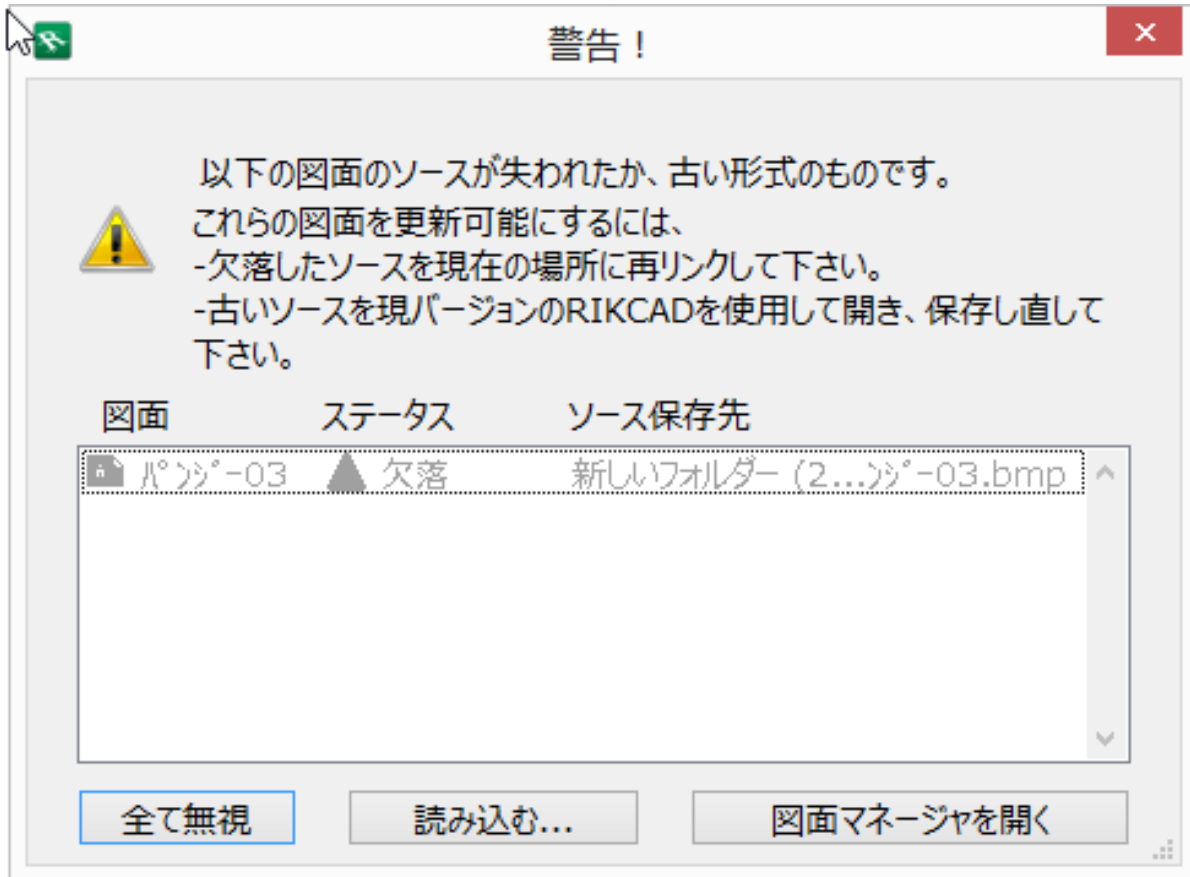 警告！
以下の図面のソースが失われたか、古い形式のものです。
これらの図面を更新可能にするには、
-欠落したソースを現在の場所に再リンクして下さい。
-古いソースを現バージョンのRIKCADを使用して開き、保存し直して
下さい。
図面 ステータス ソース保存先
ﾊﾟﾝｼﾞｰ03 欠落 新しいフォルダー (2...ﾝｼﾞｰ03.bmp
全て無視 読み込む... 図面マネージャを開く